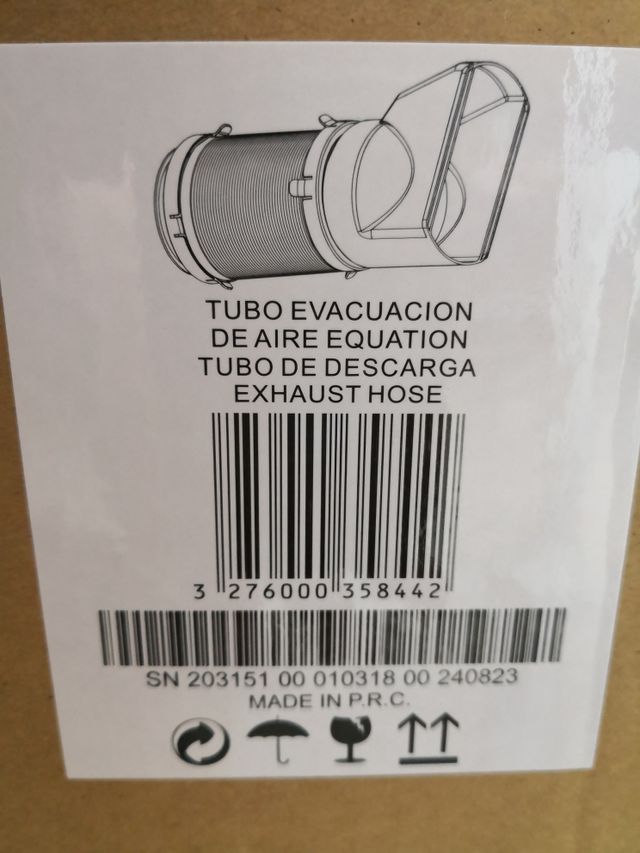 TUBO EVACUACION
DE AIRE EQUATION
TUBO DE DESCARGA
EXHAUST HOSE
3 276000 358442
SN 203151 00 010318 00 240823
MADE IN P.R.C.